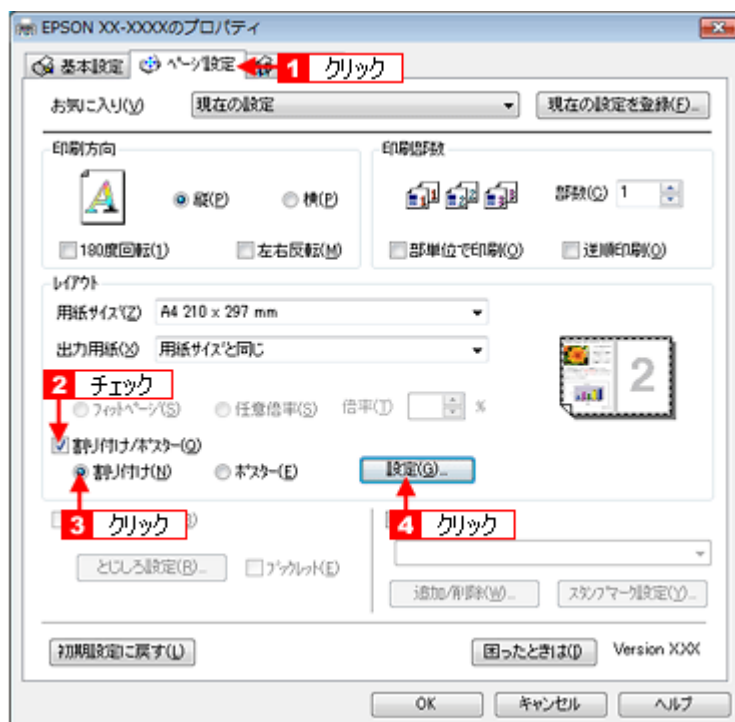 EPSON XX-XXXXのプロパティ
基本設定 ページ設定 1 クリック
お気に入り(V) 現在の設定 現在の設定を登録(F)...
印刷方向 印刷部数
縦(P) 横(P) 部数(C) 1
180度回転(1) 左右反転(M) 部単位で印刷(O) 逆順印刷(O)
レイアウト
用紙サイズ(Z) A4 210 x 297 mm
出力用紙(X) 用紙サイズと同じ
2
2 チェック
フィットページ(S) 任意倍率(S) 倍率(T) %
割り付け/ポスター(Q)
割り付け(N) ポスター(E) 設定(G)...
3 クリック 4 クリック
とじしろ設定(R)... ブックレット(E)
追加/削除(W)... スタンプマーク設定(Y)...
初期設定に戻す(L) 困ったときは(I) Version X.XX
OK キャンセル ヘルプ